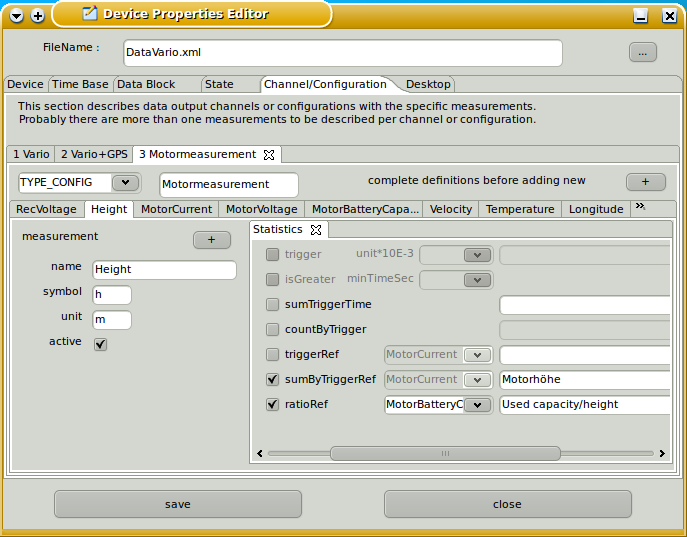 Device Properties Editor
FileName :
DataVario.xml
...
Device Time Base Data Block State Channel/Configuration Desktop
This section describes data output channels or configurations with the specific measurements.
Probably there are more than one measurements to be described per channel or configuration.
1 Vario 2 Vario+GPS 3 Motormeasurement
TYPE_CONFIG Motormeasurement complete definitions before adding new +
RecVoltage Height MotorCurrent MotorVoltage MotorBatteryCapa... Velocity Temperature Longitude »
measurement +
name Height
symbol h
unit m
active
Statistics
trigger unit*10E-3
isGreater minTimeSec
sumTriggerTime
countByTrigger
triggerRef MotorCurrent
sumByTriggerRef MotorCurrent Motorhöhe
ratioRef MotorBatteryC Used capacity/height
save close